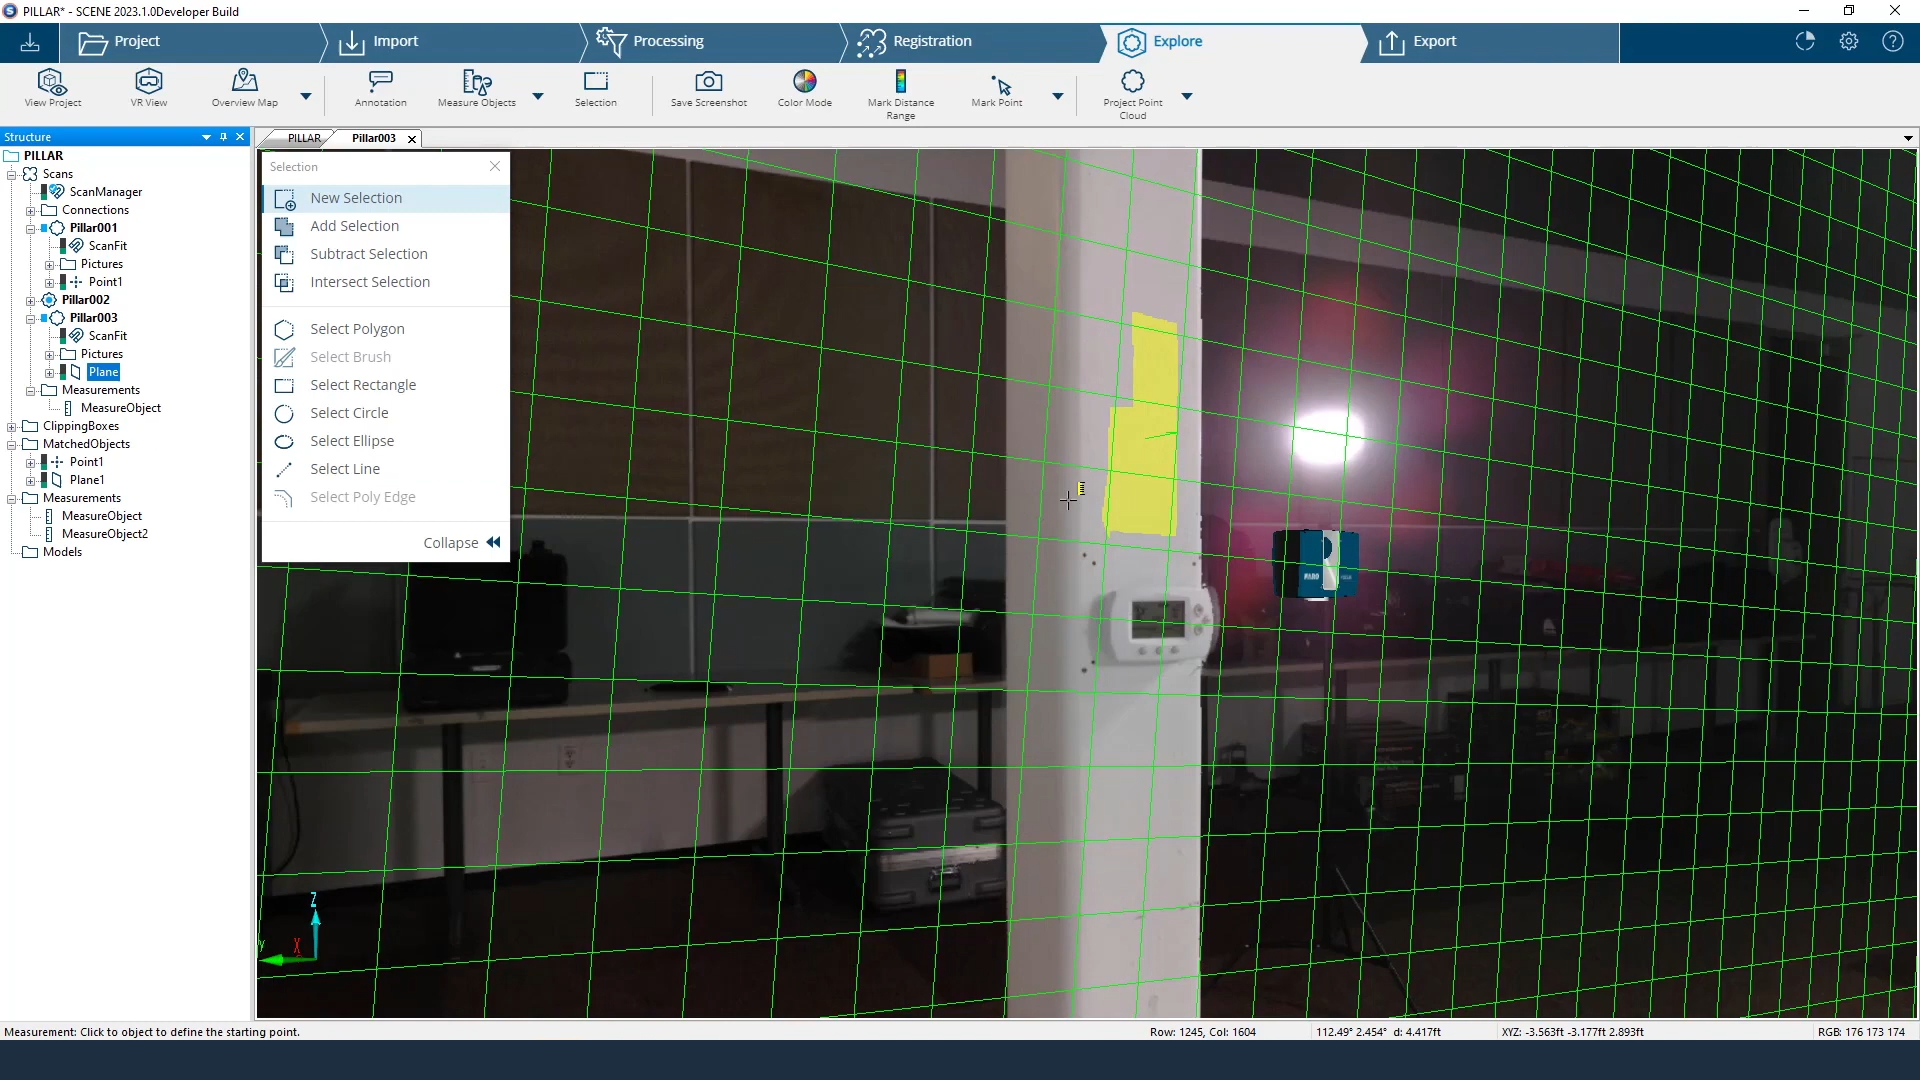 PILLAR* - SCENE 2023.1.0Developer Build
Project
Import
Processing
Registration
Explore
Export
View Project
VR View
Overview Map
Annotation
Measure Objects
Selection
Save Screenshot
Color Mode
Mark Distance
Range
Mark Point
Project Point
Cloud
Structure
PILLAR
Scans
ScanManager
Connections
Pillar001
ScanFit
Pictures
Point1
Pillar002
Pillar003
ScanFit
Pictures
Plane
Measurements
MeasureObject
ClippingBoxes
MatchedObjects
Point1
Plane1
Measurements
MeasureObject
MeasureObject2
Models
PILLAR
Pillar003
Selection
New Selection
Add Selection
Subtract Selection
Intersect Selection
Select Polygon
Select Brush
Select Rectangle
Select Circle
Select Ellipse
Select Line
Select Poly Edge
Collapse
FARO
Z
X
y
Measurement: Click to object to define the starting point.
Row: 1245, Col: 1604
112.49° 2.454° d: 4.417ft
XYZ: -3.563ft -3.177ft 2.893ft
RGB: 176 173 174